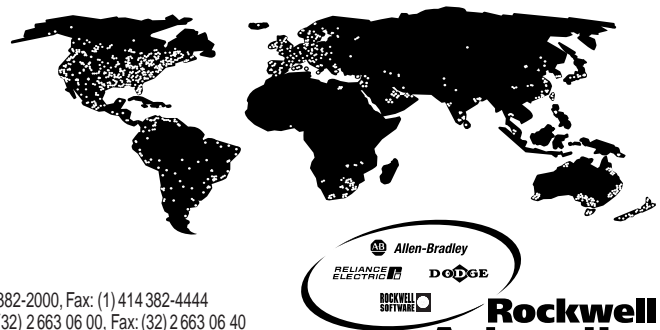 AB Allen-Bradley
RELIANCE
ELECTRIC
DODGE
ROCKWELL
SOFTWARE
382-2000, Fax: (1) 414 382-4444
(32) 2 663 06 00, Fax: (32) 2 663 06 40
Rockwell